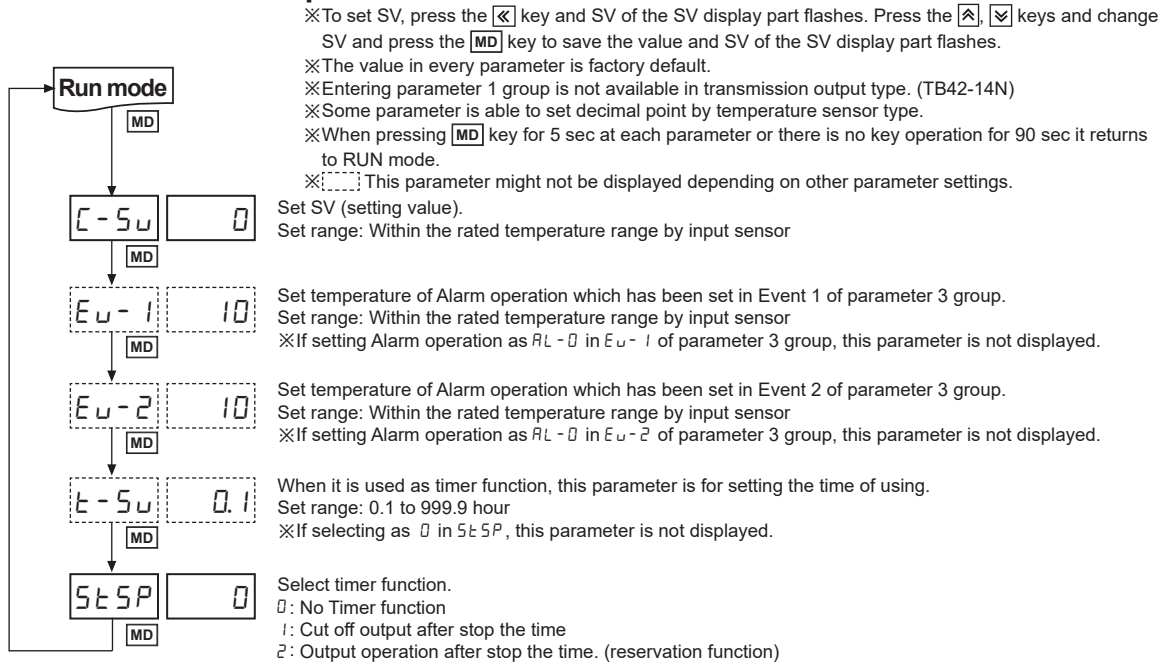 ※To set SV, press the « key and SV of the SV display part flashes. Press the ︽, ︾ keys and change
SV and press the MD key to save the value and SV of the SV display part flashes.
※The value in every parameter is factory default.
※Entering parameter 1 group is not available in transmission output type. (TB42-14N)
※Some parameter is able to set decimal point by temperature sensor type.
※When pressing MD key for 5 sec at each parameter or there is no key operation for 90 sec it returns
to RUN mode.
※ This parameter might not be displayed depending on other parameter settings.
Run mode
MD
C-Sv 0
Set SV (setting value).
Set range: Within the rated temperature range by input sensor
MD
Ev-1 10
Set temperature of Alarm operation which has been set in Event 1 of parameter 3 group.
Set range: Within the rated temperature range by input sensor
※If setting Alarm operation as AL-0 in Ev-1 of parameter 3 group, this parameter is not displayed.
MD
Ev-2 10
Set temperature of Alarm operation which has been set in Event 2 of parameter 3 group.
Set range: Within the rated temperature range by input sensor
※If setting Alarm operation as AL-0 in Ev-2 of parameter 3 group, this parameter is not displayed.
MD
t-Sv 0.1
When it is used as timer function, this parameter is for setting the time of using.
Set range: 0.1 to 999.9 hour
※If selecting as 0 in StSP, this parameter is not displayed.
MD
StSP 0
Select timer function.
0: No Timer function
1: Cut off output after stop the time
2: Output operation after stop the time. (reservation function)
MD